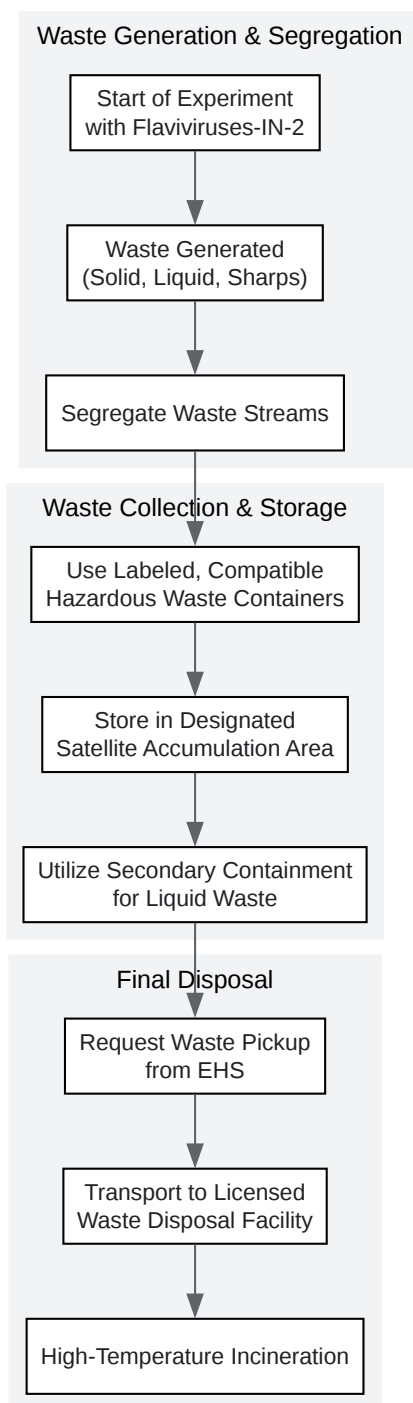 Waste Generation & Segregation
Start of Experiment
with Flaviviruses-IN-2
Waste Generated
(Solid, Liquid, Sharps)
Segregate Waste Streams
Waste Collection & Storage
Use Labeled, Compatible
Hazardous Waste Containers
Store in Designated
Satellite Accumulation Area
Utilize Secondary Containment
for Liquid Waste
Final Disposal
Request Waste Pickup
from EHS
Transport to Licensed
Waste Disposal Facility
High-Temperature Incineration